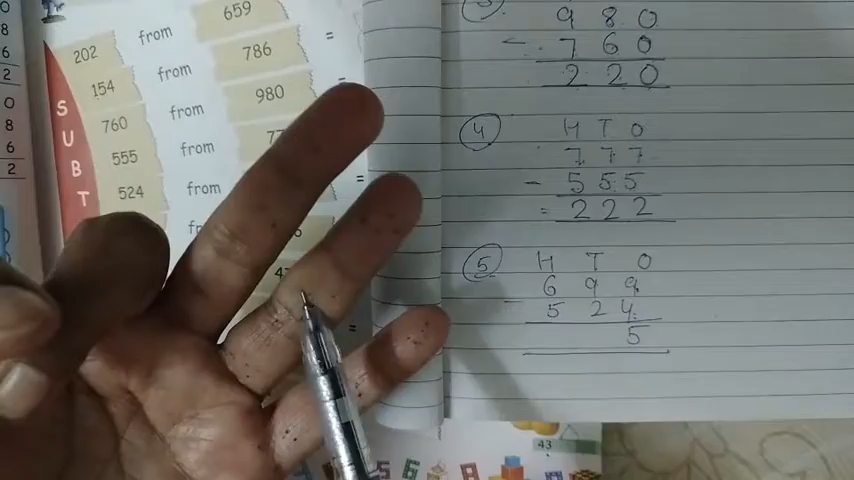 202 from 659
154 from 786
760 from 980
555 from
524 from
SUBT
3
9 8 0
- 7 6 0
2 2 0
4 H T O
7 7 7
- 5 5 5
= 2 2 2
5 H T O
6 9 9
- 5 2 4
5
43